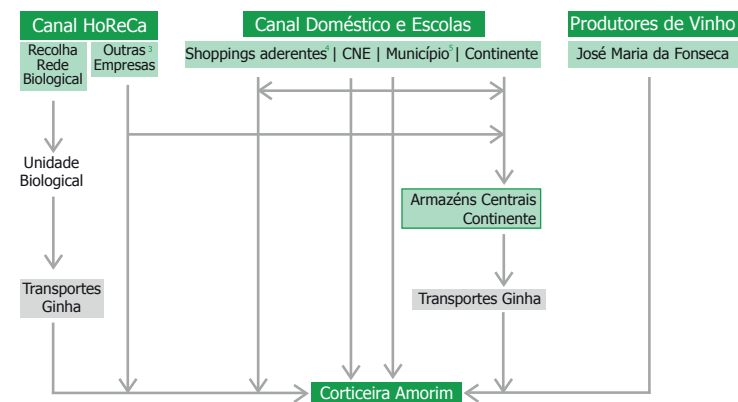 Canal HoReCa
Canal Doméstico e Escolas
Produtores de Vinho
Recolha
Rede
Biological
Outras 3
Empresas
Shoppings aderentes4 | CNE | Município5 | Continente
José Maria da Fonseca
Unidade
Biological
Armazéns Centrais
Continente
Transportes
Ginha
Transportes Ginha
Corticeira Amorim